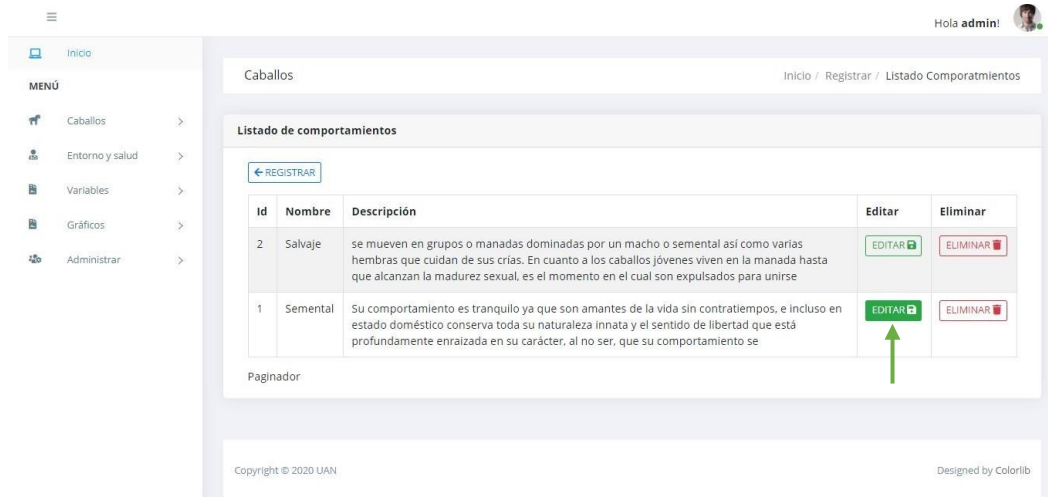 Hola admin!
Inicio
MENÚ
Caballos
Entorno y salud
Variables
Gráficos
Administrar
Caballos
Inicio / Registrar / Listado Comporatmientos
Listado de comportamientos
REGISTRAR
Id Nombre Descripción Editar Eliminar
2 Salvaje se mueven en grupos o manadas dominadas por un macho o semental así como varias EDITAR ELIMINAR
hembras que cuidan de sus crías. En cuanto a los caballos jóvenes viven en la manada hasta
que alcanzan la madurez sexual, es el momento en el cual son expulsados para unirse
1 Semental Su comportamiento es tranquilo ya que son amantes de la vida sin contratiempos, e incluso en EDITAR ELIMINAR
estado doméstico conserva toda su naturaleza innata y el sentido de libertad que está
profundamente enraizada en su carácter, al no ser, que su comportamiento se
Paginador
Copyright © 2020 UAN
Designed by Colorlib